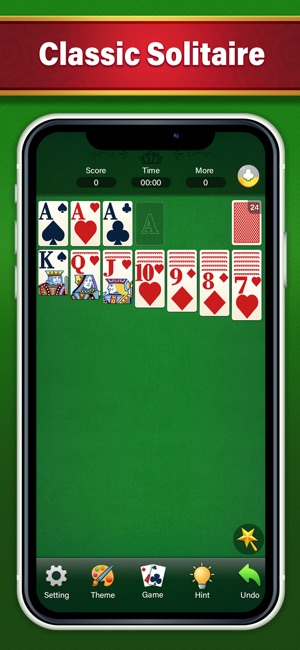 Classic Solitaire
Score
Time
More
0
00:00
0
A
A
A
A
24
K
Q
J
10
9
8
7
Setting
Theme
Game
Hint
Undo